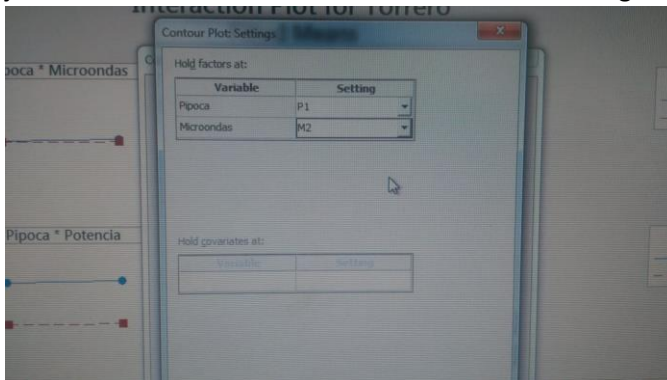 Interaction Plot for Torrero
Contour Plot: Settings
Means
poca * Microondas
Hold factors at:
Variable Setting
Pipoca P1
Microondas M2
Pipoca * Potencia
Hold covariates at:
Variable Setting